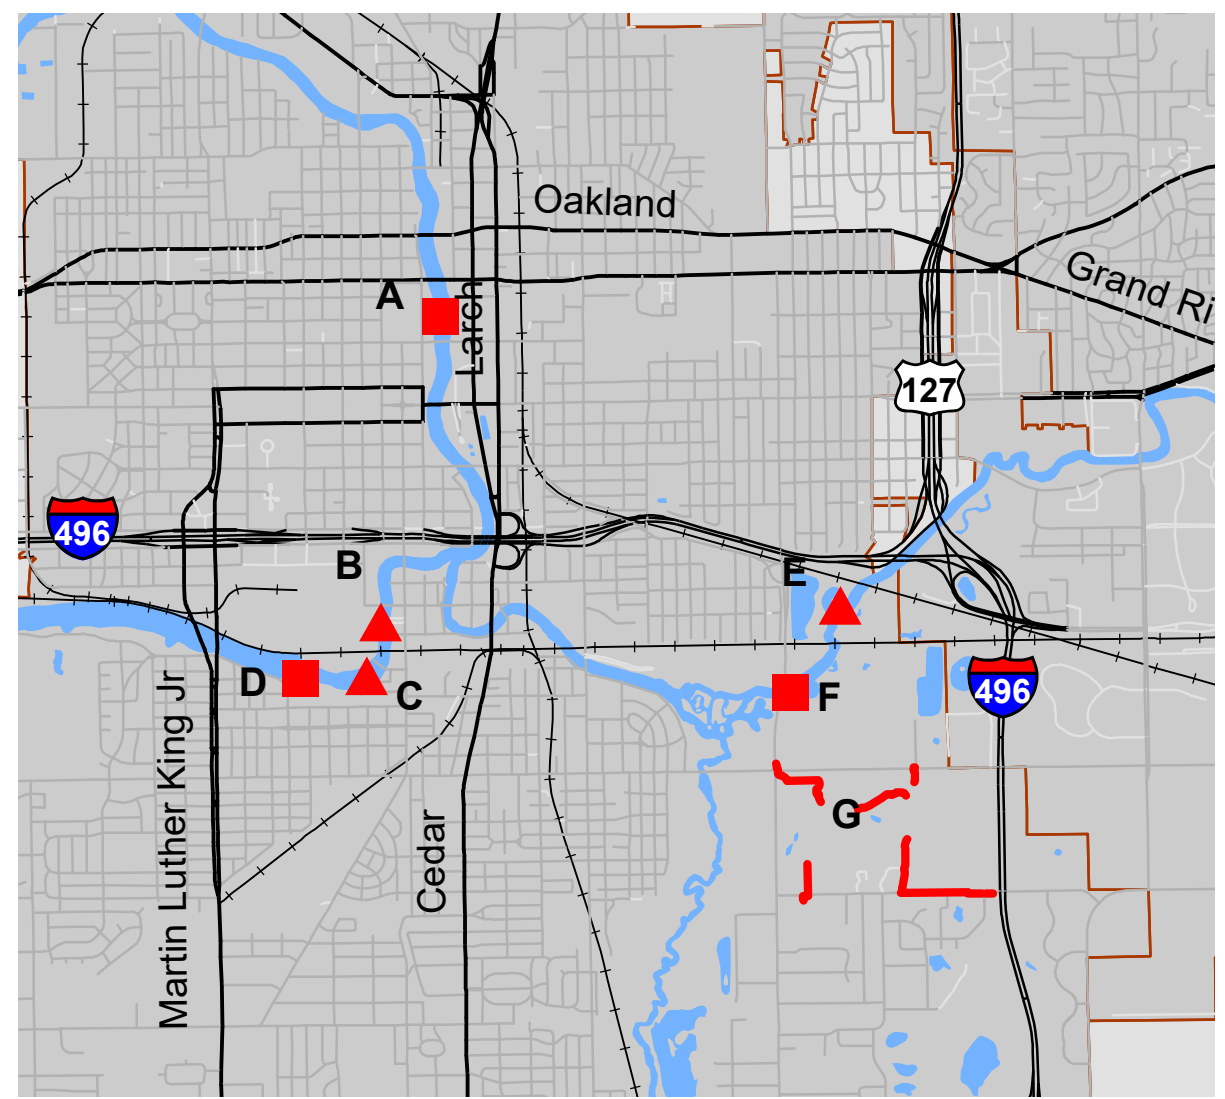 Oakland
Grand Ri
A
Larch
127
496
B
E
D
C
496
F
Martin Luther King Jr
G
Cedar